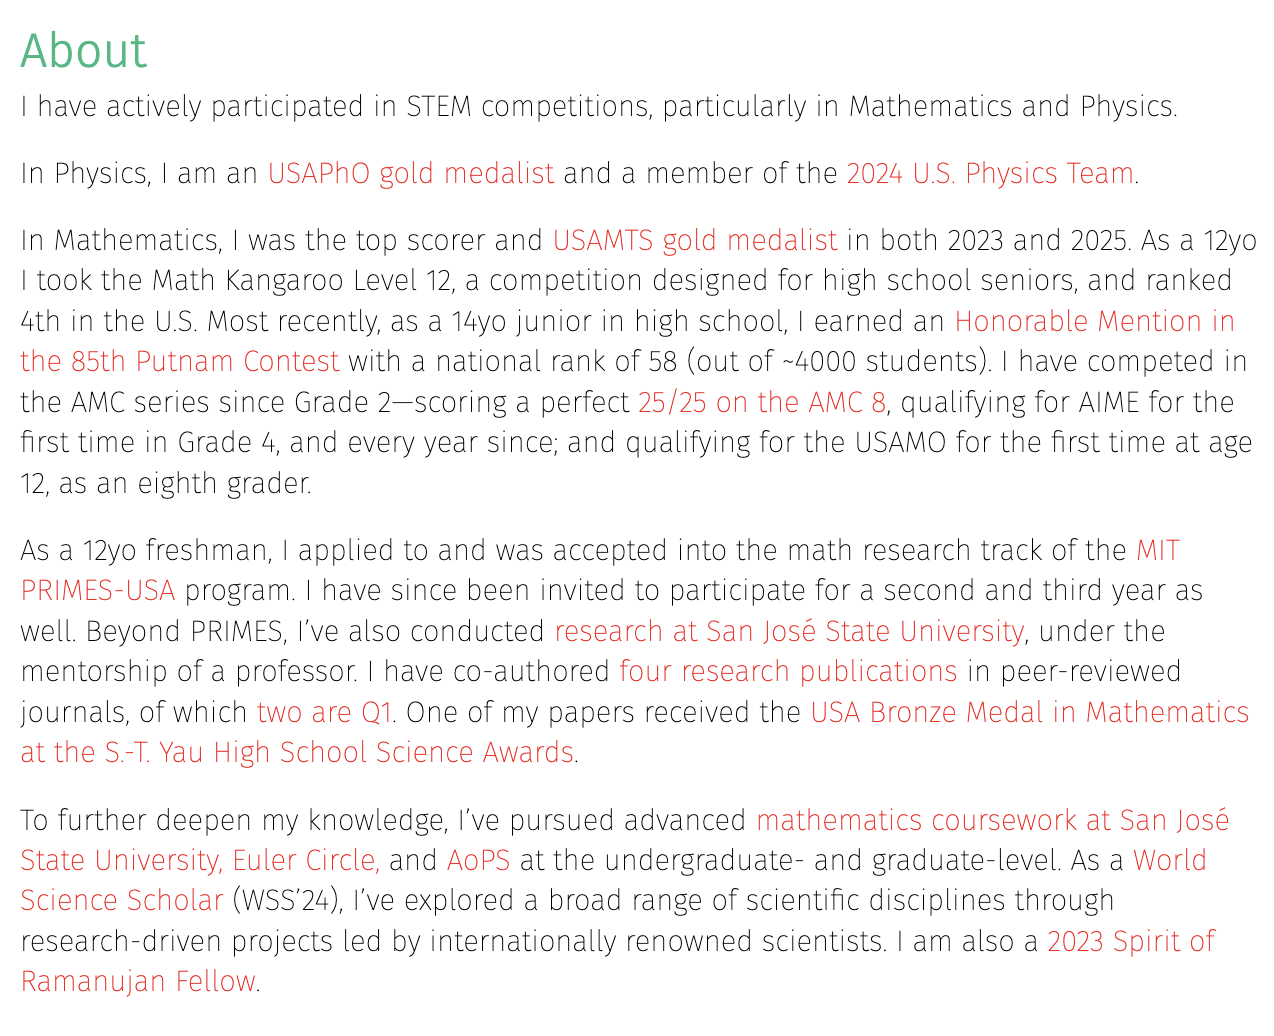 About
I have actively participated in STEM competitions, particularly in Mathematics and Physics.
In Physics, I am an USAPhO gold medalist and a member of the 2024 U.S. Physics Team.
In Mathematics, I was the top scorer and USAMTS gold medalist in both 2023 and 2025. As a 12yo
I took the Math Kangaroo Level 12, a competition designed for high school seniors, and ranked
4th in the U.S. Most recently, as a 14yo junior in high school, I earned an Honorable Mention in
the 85th Putnam Contest with a national rank of 58 (out of ~4000 students). I have competed in
the AMC series since Grade 2—scoring a perfect 25/25 on the AMC 8, qualifying for AIME for the
first time in Grade 4, and every year since; and qualifying for the USAMO for the first time at age
12, as an eighth grader.
As a 12yo freshman, I applied to and was accepted into the math research track of the MIT
PRIMES-USA program. I have since been invited to participate for a second and third year as
well. Beyond PRIMES, I’ve also conducted research at San José State University, under the
mentorship of a professor. I have co-authored four research publications in peer-reviewed
journals, of which two are Q1. One of my papers received the USA Bronze Medal in Mathematics
at the S.-T. Yau High School Science Awards.
To further deepen my knowledge, I’ve pursued advanced mathematics coursework at San José
State University, Euler Circle, and AoPS at the undergraduate- and graduate-level. As a World
Science Scholar (WSS’24), I’ve explored a broad range of scientific disciplines through
research-driven projects led by internationally renowned scientists. I am also a 2023 Spirit of
Ramanujan Fellow.